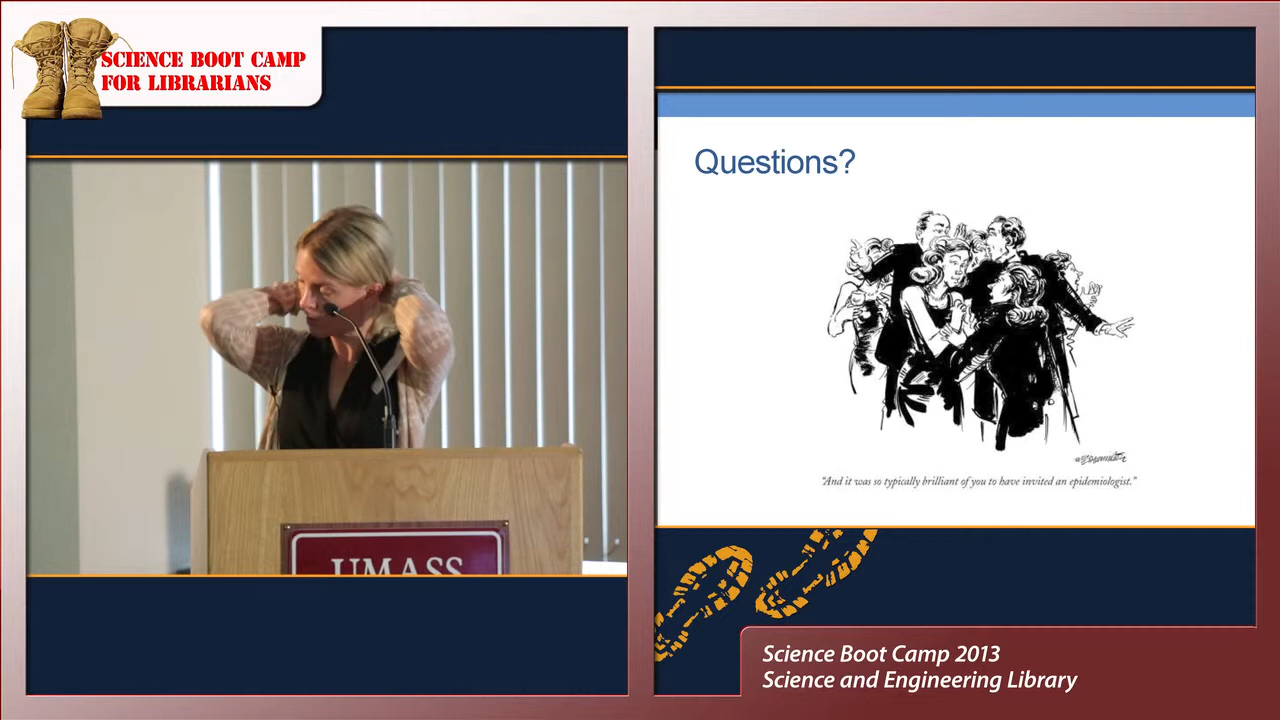 SCIENCE BOOT CAMP
FOR LIBRARIANS
UMASS
Questions?
"And it was so typically brilliant of you to have invited an epidemiologist."
Science Boot Camp 2013
Science and Engineering Library